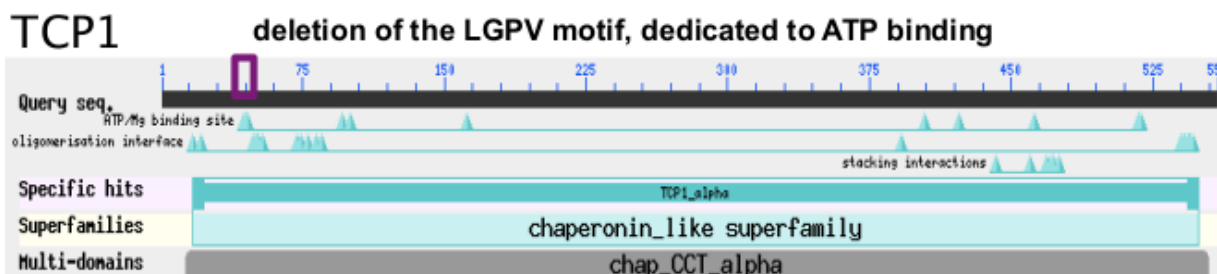 TCP1 deletion of the LGPV motif, dedicated to ATP binding
1 75 150 225 300 375 450 525 55
Query seq.
ATP/Mg binding site
oligomerisation interface
stacking interactions
Specific hits TCP1_alpha
Superfamilies chaperonin_like superfamily
Multi-domains chap_CCT_alpha